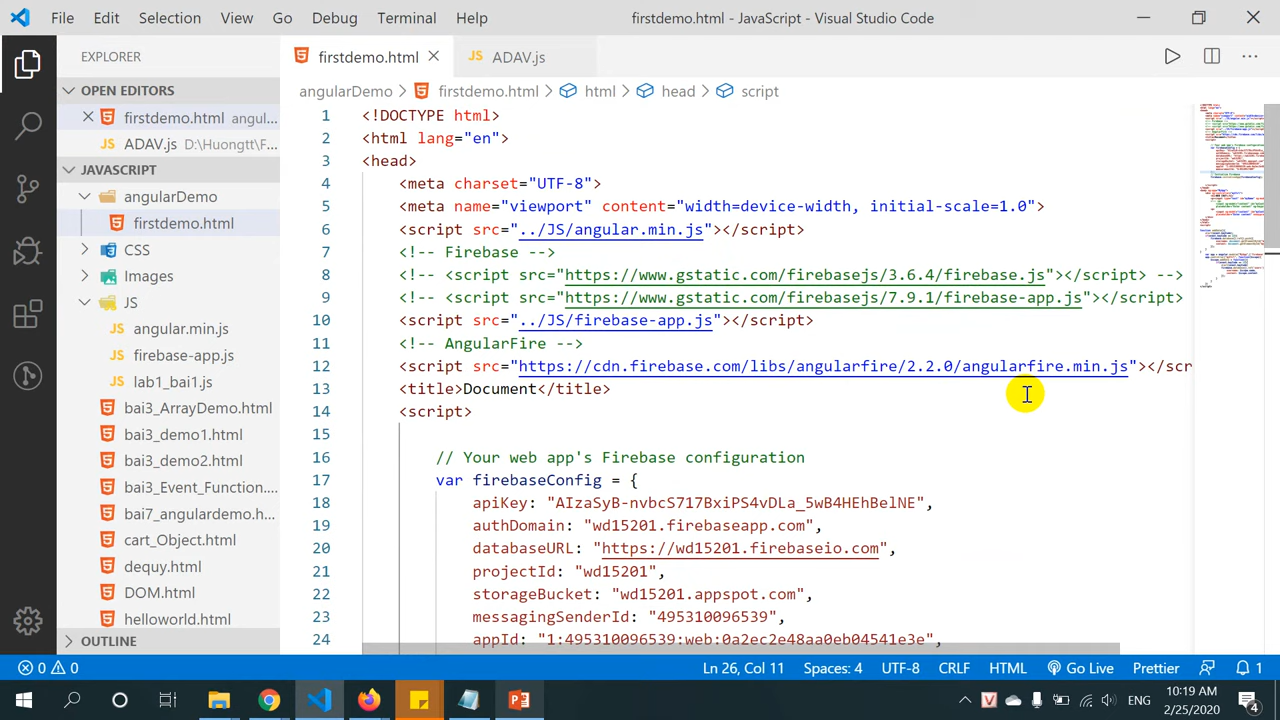 File Edit Selection View Go Debug Terminal Help firstdemo.html - JavaScript - Visual Studio Code
EXPLORER
OPEN EDITORS
firstdemo.html angul...
JS ADAV.js D:\Huongtt\F...
JAVASCRIPT
angularDemo
firstdemo.html
CSS
Images
JS
JS angular.min.js
JS firebase-app.js
JS lab1_bai1.js
bai3_ArrayDemo.html
bai3_demo1.html
bai3_demo2.html
bai3_Event_Function....
bai7_angulardemo.h...
cart_Object.html
dequy.html
DOM.html
helloworld.html
OUTLINE
firstdemo.html JS ADAV.js
angularDemo > firstdemo.html > html > head > script
1 <!DOCTYPE html>
2 <html lang="en">
3 <head>
4 <meta charset="UTF-8">
5 <meta name="viewport" content="width=device-width, initial-scale=1.0">
6 <script src="../JS/angular.min.js"></script>
7 <!-- Firebase -->
8 <!-- <script src="https://www.gstatic.com/firebasejs/3.6.4/firebase.js"></script> -->
9 <!-- <script src="https://www.gstatic.com/firebasejs/7.9.1/firebase-app.js"></script>
10 <script src="../JS/firebase-app.js"></script>
11 <!-- AngularFire -->
12 <script src="https://cdn.firebase.com/libs/angularfire/2.2.0/angularfire.min.js"></scr
13 <title>Document</title>
14 <script>
15
16 // Your web app's Firebase configuration
17 var firebaseConfig = {
18 apiKey: "AIzaSyB-nvbcS717BxiPS4vDLa_5wB4HEhBelNE",
19 authDomain: "wd15201.firebaseapp.com",
20 databaseURL: "https://wd15201.firebaseio.com",
21 projectId: "wd15201",
22 storageBucket: "wd15201.appspot.com",
23 messagingSenderId: "495310096539",
24 appId: "1:495310096539:web:0a2ec2e48aa0eb04541e3e",
0 0 Ln 26, Col 11 Spaces: 4 UTF-8 CRLF HTML Go Live Prettier 1
ENG 10:19 AM
2/25/2020 4